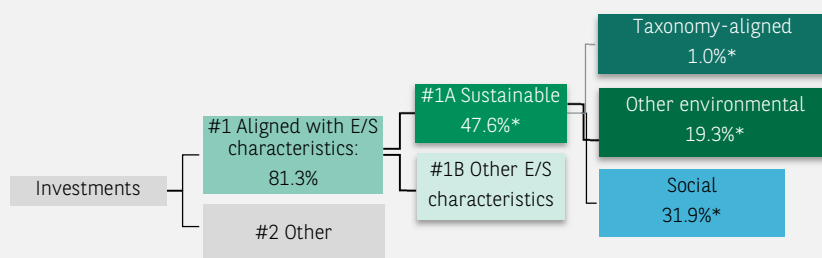 Investments
#1 Aligned with E/S
characteristics:
81.3%
#2 Other
#1A Sustainable
47.6%*
#1B Other E/S
characteristics
Taxonomy-aligned
1.0%*
Other environmental
19.3%*
Social
31.9%*